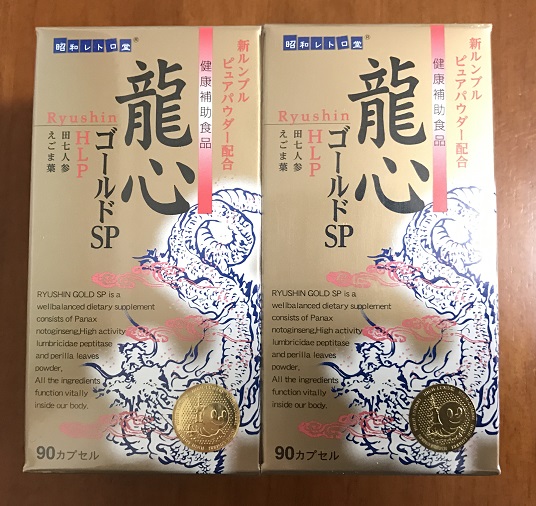 昭和レトロ堂®
新ルンブル
ピュアパウダー配合
健康補助食品
龍心
Ryushin
HLP
ゴールドSP
田七人参
えごま葉
RYUSHIN GOLD SP is a
wellbalanced dietary supplement
consists of Panax
notoginseng,High activity
lumbricidae peptitase
and perilla leaves
powder,
All the ingredients
function vitally
inside our body.
90カプセル
昭和レトロ堂®
新ルンブル
ピュアパウダー配合
健康補助食品
龍心
Ryushin
HLP
ゴールドSP
田七人参
えごま葉
RYUSHIN GOLD SP is a
wellbalanced dietary supplement
consists of Panax
notoginseng,High activity
lumbricidae peptitase
and perilla leaves
powder,
All the ingredients
function vitally
inside our body.
90カプセル